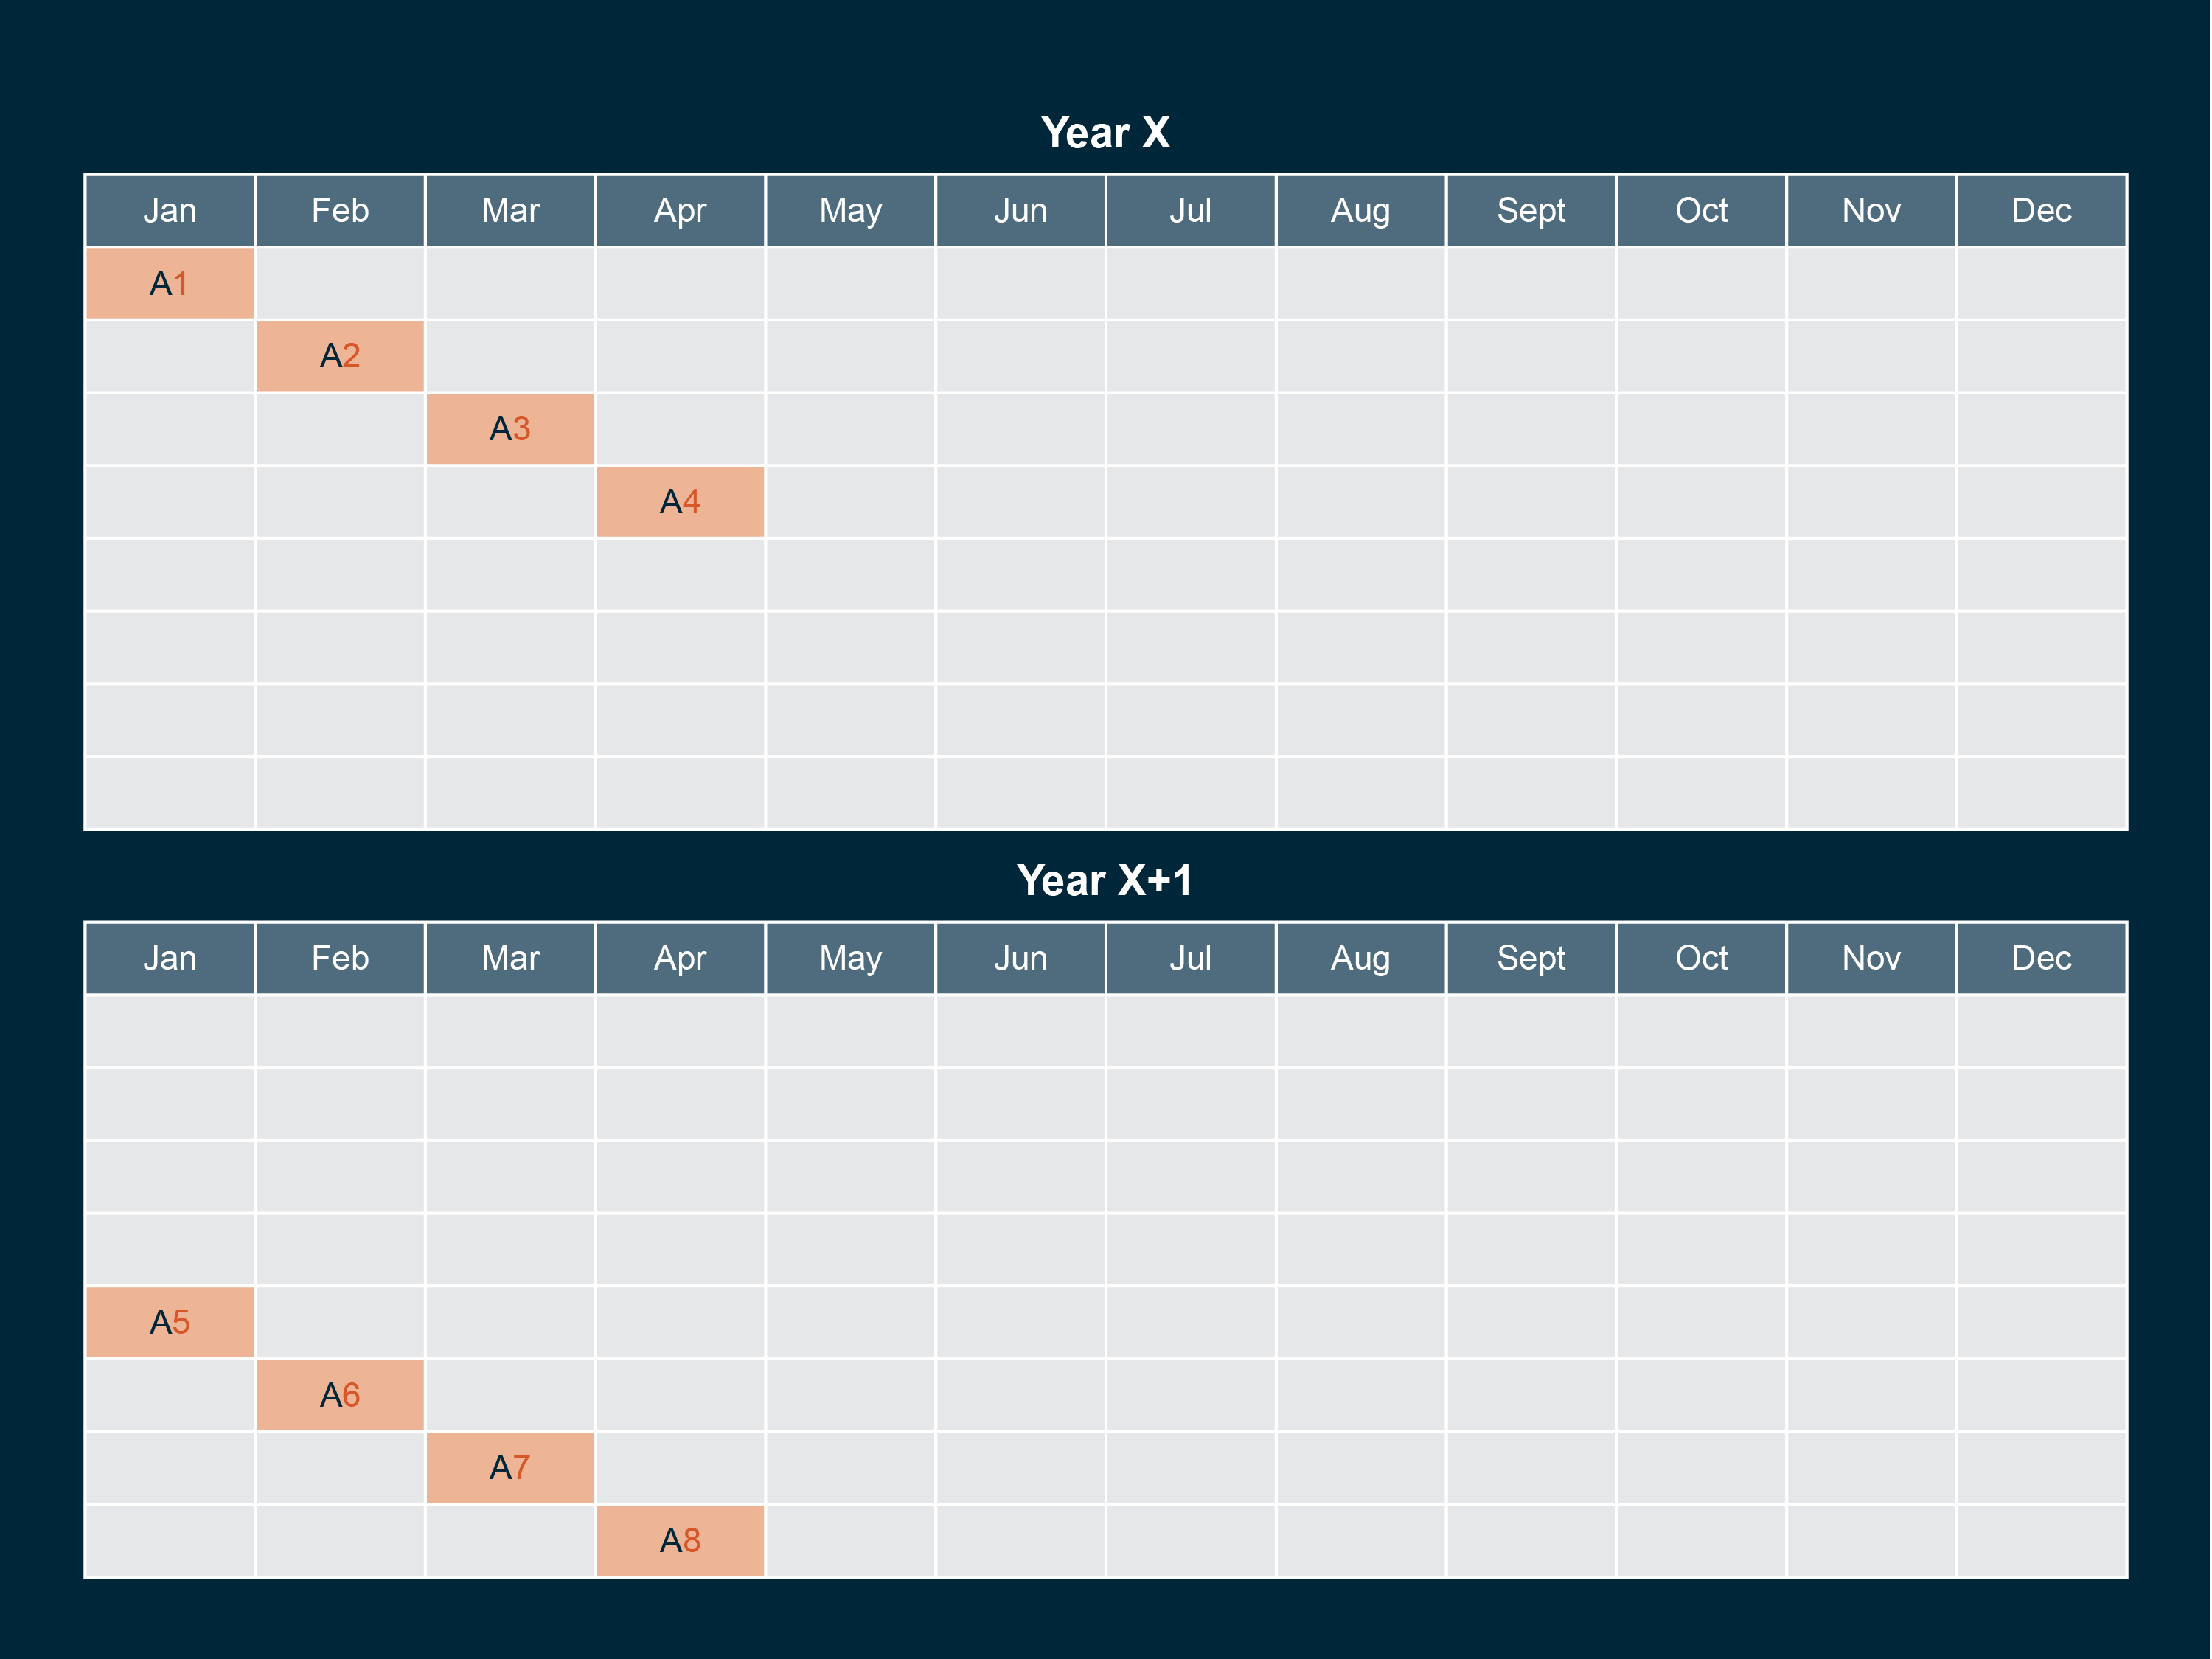 Year X
Jan Feb Mar Apr May Jun Jul Aug Sept Oct Nov Dec
A1
A2
A3
A4
Year X+1
Jan Feb Mar Apr May Jun Jul Aug Sept Oct Nov Dec
A5
A6
A7
A8